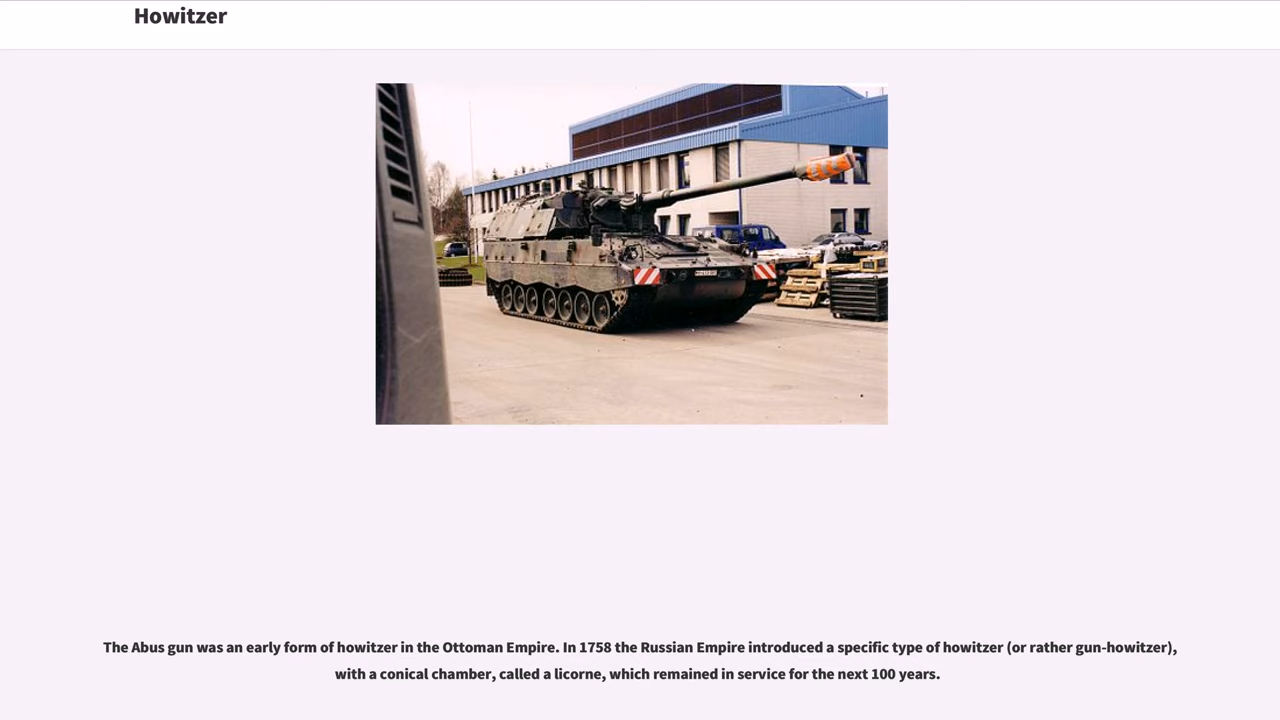 Howitzer
The Abus gun was an early form of howitzer in the Ottoman Empire. In 1758 the Russian Empire introduced a specific type of howitzer (or rather gun-howitzer),
with a conical chamber, called a licorne, which remained in service for the next 100 years.